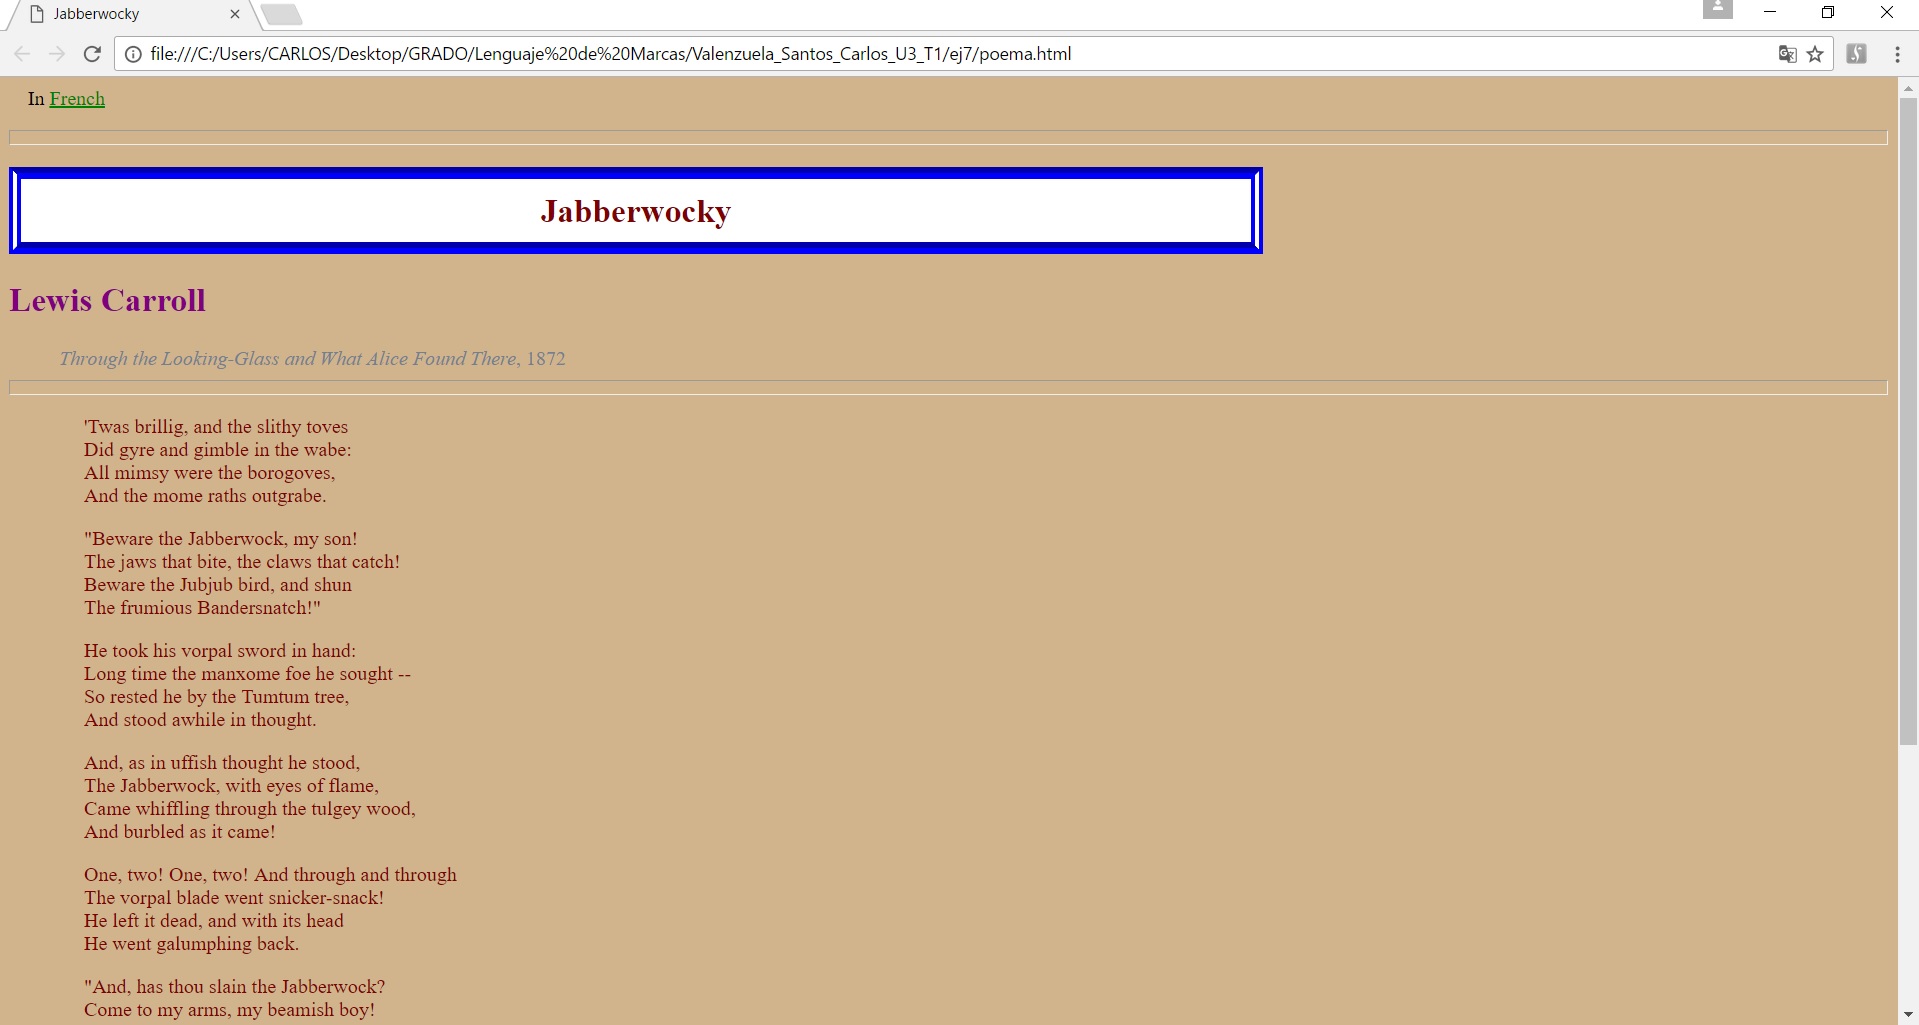 Jabberwocky
file:///C:/Users/CARLOS/Desktop/GRADO/Lenguaje%20de%20Marcas/Valenzuela_Santos_Carlos_U3_T1/ej7/poema.html
In French
Jabberwocky
Lewis Carroll
Through the Looking-Glass and What Alice Found There, 1872
'Twas brillig, and the slithy toves
Did gyre and gimble in the wabe:
All mimsy were the borogoves,
And the mome raths outgrabe.
"Beware the Jabberwock, my son!
The jaws that bite, the claws that catch!
Beware the Jubjub bird, and shun
The frumious Bandersnatch!"
He took his vorpal sword in hand:
Long time the manxome foe he sought --
So rested he by the Tumtum tree,
And stood awhile in thought.
And, as in uffish thought he stood,
The Jabberwock, with eyes of flame,
Came whiffling through the tulgey wood,
And burbled as it came!
One, two! One, two! And through and through
The vorpal blade went snicker-snack!
He left it dead, and with its head
He went galumphing back.
"And, has thou slain the Jabberwock?
Come to my arms, my beamish boy!